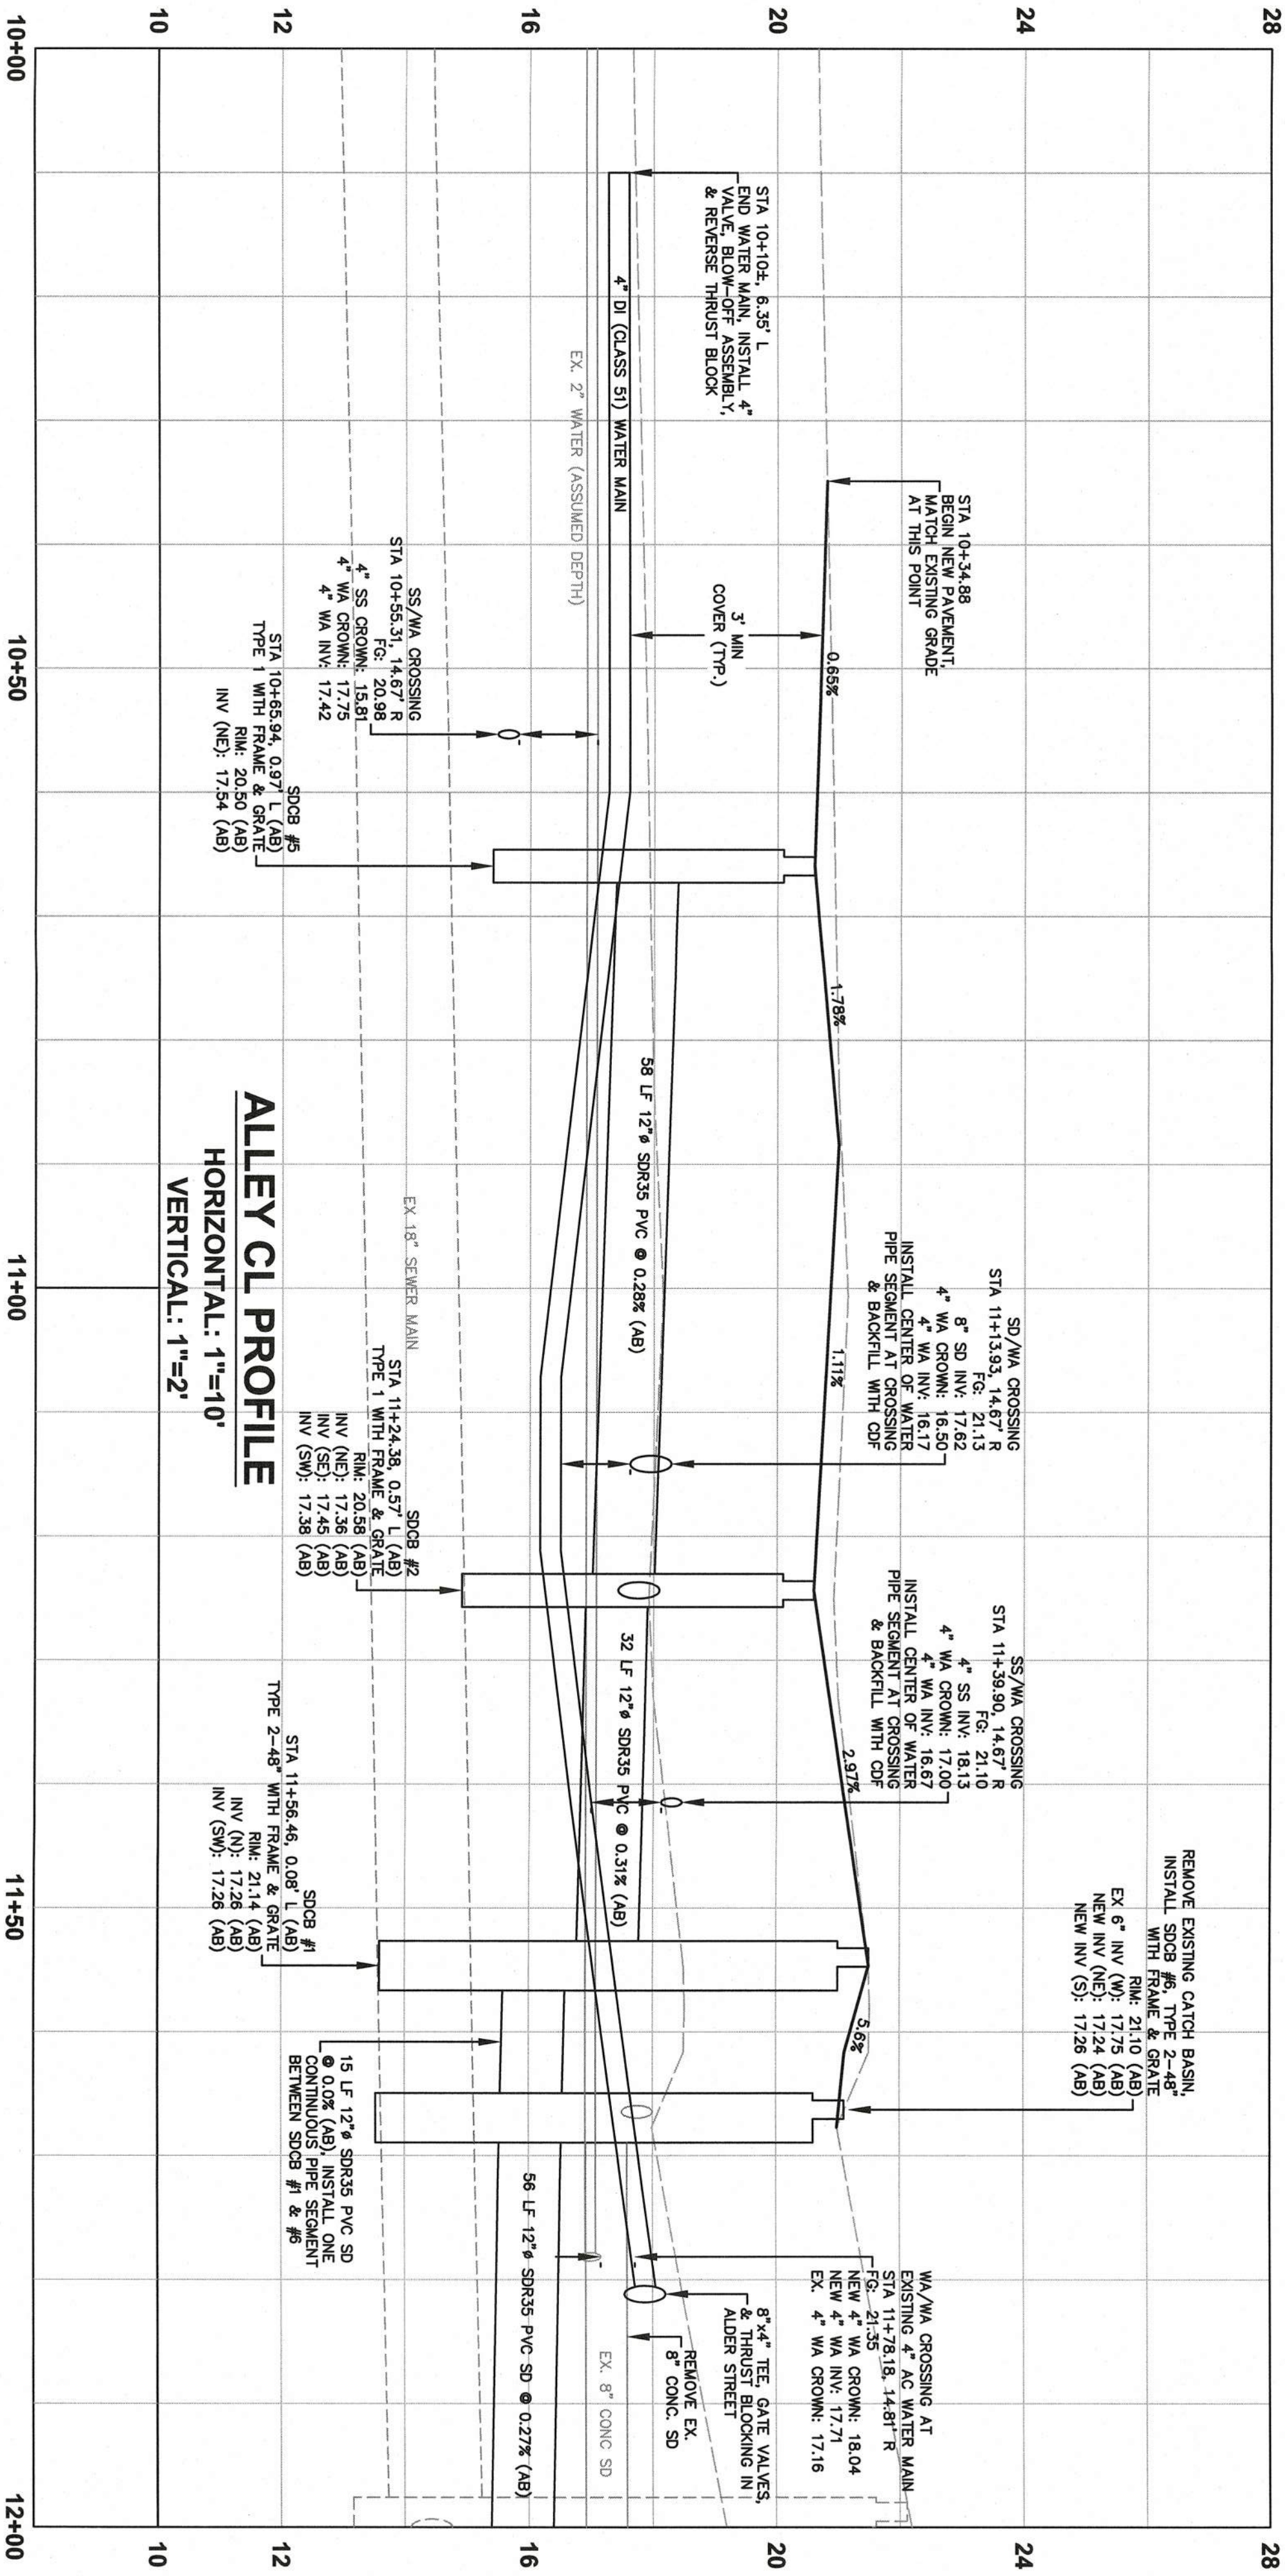 28
24
20
16
12
10
10+00
10+50
11+00
11+50
12+00
28
24
20
16
12
10
STA 10+10±, 6.35' L
END WATER MAIN, INSTALL 4"
VALVE, BLOW-OFF ASSEMBLY,
& REVERSE THRUST BLOCK
4" DI (CLASS 51) WATER MAIN
EX. 2" WATER (ASSUMED DEPTH)
STA 10+34.88
BEGIN NEW PAVEMENT,
MATCH EXISTING GRADE
AT THIS POINT
3' MIN
COVER (TYP.)
0.65%
SS/WA CROSSING
STA 10+55.31, 14.67' R
FG: 20.98
4" SS CROWN: 15.81
4" WA CROWN: 17.75
4" WA INV: 17.42
SDCB #5
STA 10+65.94, 0.97' L (AB)
TYPE 1 WITH FRAME & GRATE
RIM: 20.50 (AB)
INV (NE): 17.54 (AB)
1.78%
58 LF 12"ø SDR35 PVC @ 0.28% (AB)
EX 18" SEWER MAIN
SD/WA CROSSING
STA 11+13.93, 14.67' R
FG: 21.13
8" SD INV: 17.62
4" WA CROWN: 16.50
4" WA INV: 16.17
INSTALL CENTER OF WATER
PIPE SEGMENT AT CROSSING
& BACKFILL WITH CDF
1.11%
SDCB #2
STA 11+24.38, 0.57' L (AB)
TYPE 1 WITH FRAME & GRATE
RIM: 20.58 (AB)
INV (NE): 17.36 (AB)
INV (SE): 17.45 (AB)
INV (SW): 17.38 (AB)
SS/WA CROSSING
STA 11+39.90, 14.67' R
FG: 21.10
4" SS INV: 18.13
4" WA CROWN: 17.00
4" WA INV: 16.67
INSTALL CENTER OF WATER
PIPE SEGMENT AT CROSSING
& BACKFILL WITH CDF
2.97%
32 LF 12"ø SDR35 PVC @ 0.31% (AB)
SDCB #1
STA 11+56.46, 0.08' L (AB)
TYPE 2-48" WITH FRAME & GRATE
RIM: 21.14 (AB)
INV (N): 17.26 (AB)
INV (SW): 17.26 (AB)
REMOVE EXISTING CATCH BASIN,
INSTALL SDCB #6, TYPE 2-48"
WITH FRAME & GRATE
RIM: 21.10 (AB)
EX 6" INV (W): 17.75 (AB)
NEW INV (NE): 17.24 (AB)
NEW INV (S): 17.26 (AB)
5.6%
15 LF 12"ø SDR35 PVC SD
@ 0.0% (AB), INSTALL ONE
CONTINUOUS PIPE SEGMENT
BETWEEN SDCB #1 & #6
56 LF 12"ø SDR35 PVC SD @ 0.27% (AB)
WA/WA CROSSING AT
EXISTING 4" AC WATER MAIN
STA 11+78.18, 14.81' R
FG: 21.35
NEW 4" WA CROWN: 18.04
NEW 4" WA INV: 17.71
EX. 4" WA CROWN: 17.16
8"x4" TEE, GATE VALVES,
& THRUST BLOCKING IN
ALDER STREET
REMOVE EX.
8" CONC. SD
EX. 8" CONC SD
ALLEY CL PROFILE
HORIZONTAL: 1"=10'
VERTICAL: 1"=2'